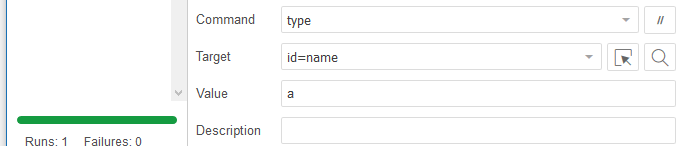 Command type //
Target id=name
Value a
Description
Runs: 1 Failures: 0